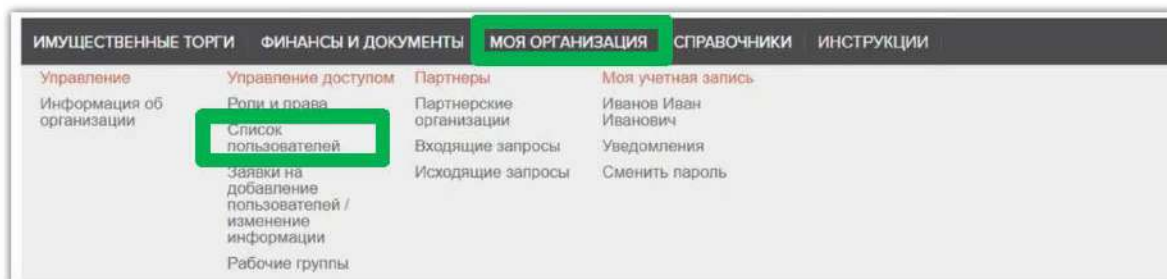 ИМУЩЕСТВЕННЫЕ ТОРГИ ФИНАНСЫ И ДОКУМЕНТЫ МОЯ ОРГАНИЗАЦИЯ СПРАВОЧНИКИ ИНСТРУКЦИИ
Управление
Информация об
организации
Управление доступом
Роли и права
Список
пользователей
Заявки на
добавление
пользователей /
изменение
информации
Рабочие группы
Партнеры
Партнерские
организации
Входящие запросы
Исходящие запросы
Моя учетная запись
Иванов Иван
Иванович
Уведомления
Сменить пароль